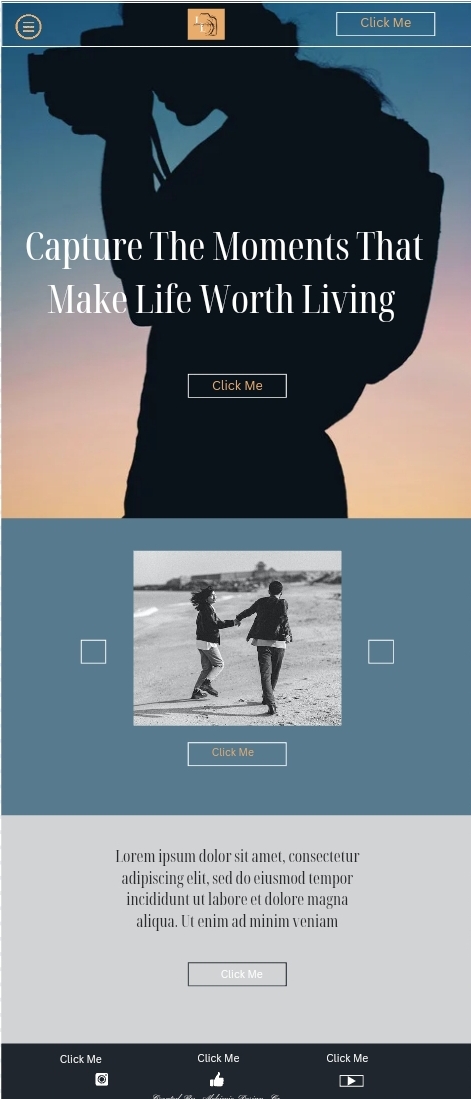 Click Me
Capture The Moments That
Make Life Worth Living
Click Me
Click Me
Lorem ipsum dolor sit amet, consectetur
adipiscing elit, sed do eiusmod tempor
incididunt ut labore et dolore magna
aliqua. Ut enim ad minim veniam
Click Me
Click Me Click Me Click Me
Created By